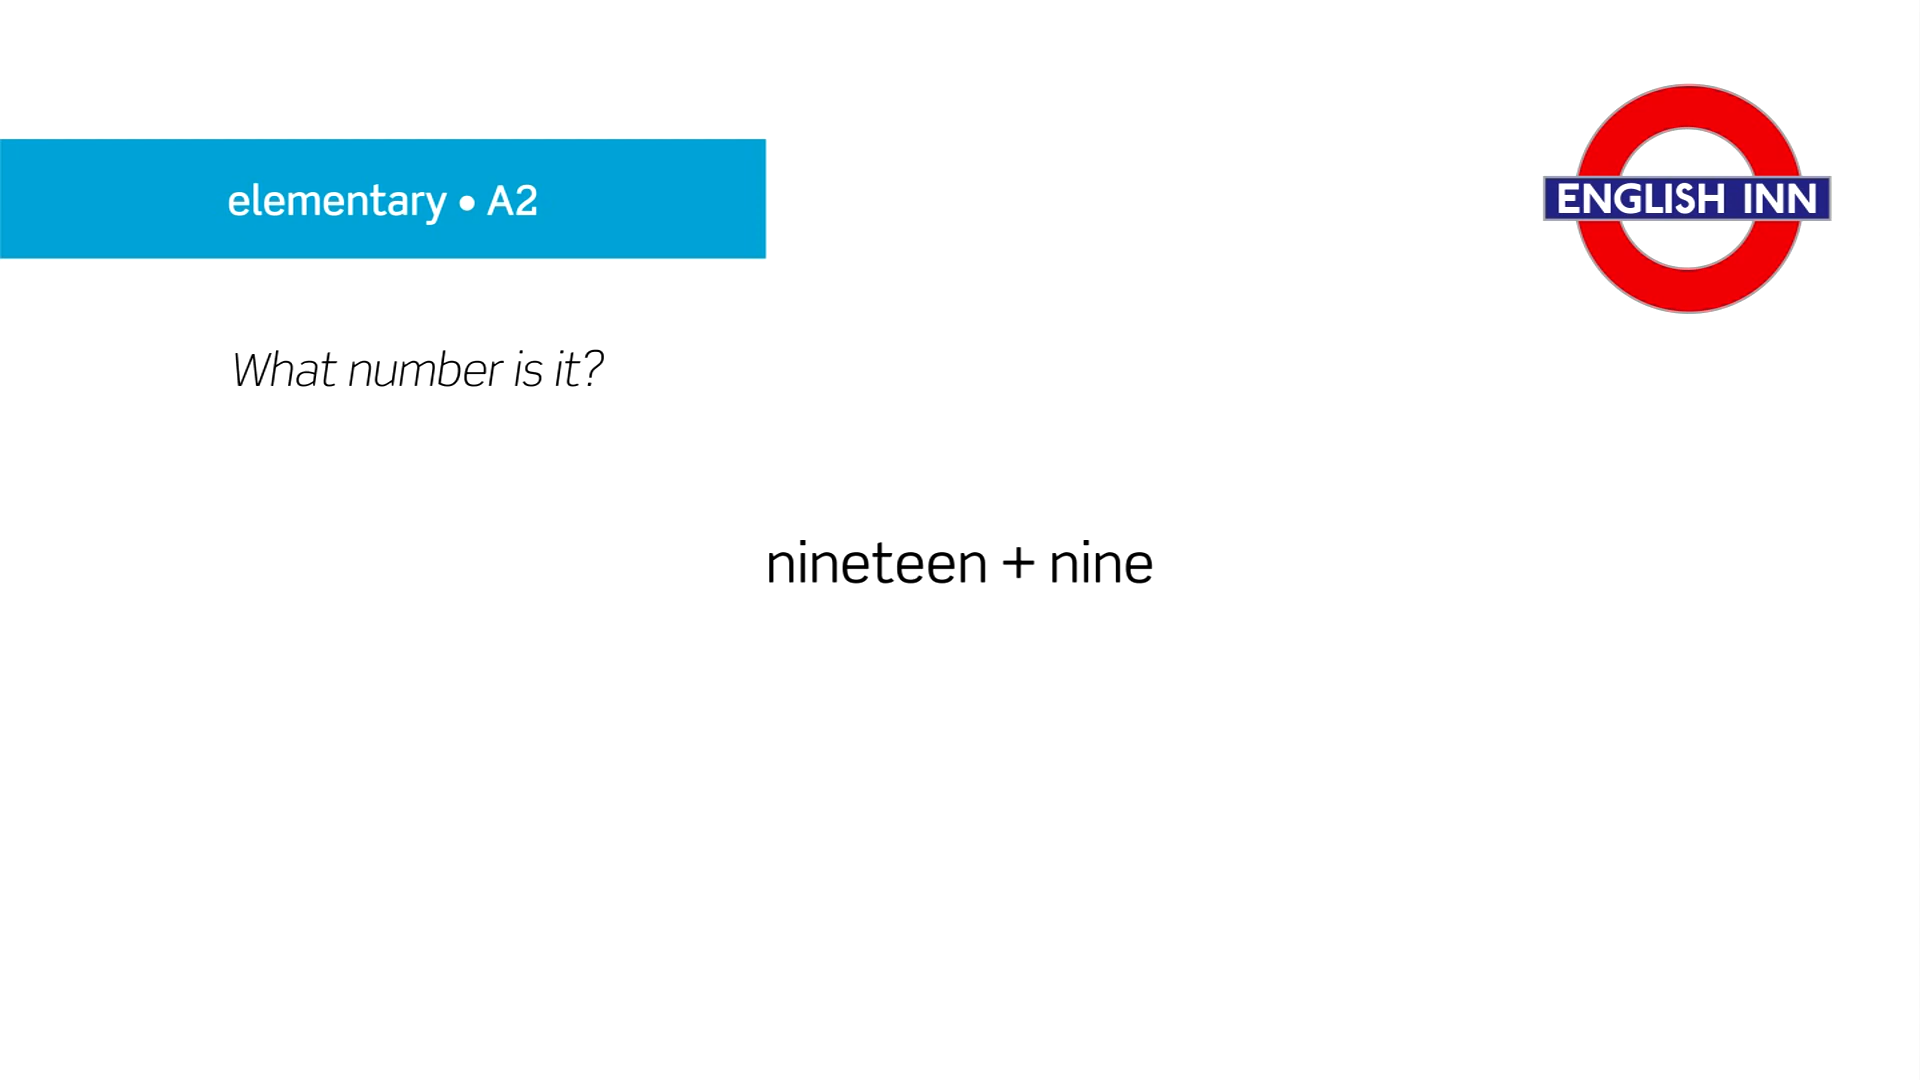 elementary • A2
ENGLISH INN
What number is it?
nineteen + nine